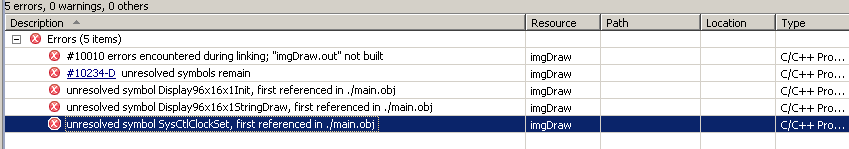 5 errors, 0 warnings, 0 others
Description Resource Path Location Type
Errors (5 items)
#10010 errors encountered during linking; "imgDraw.out" not built imgDraw C/C++ Pro...
#10234-D unresolved symbols remain imgDraw C/C++ Pro...
unresolved symbol Display96x16x1Init, first referenced in ./main.obj imgDraw C/C++ Pro...
unresolved symbol Display96x16x1StringDraw, first referenced in ./main.obj imgDraw C/C++ Pro...
unresolved symbol SysCtlClockSet, first referenced in ./main.obj imgDraw C/C++ Pro...